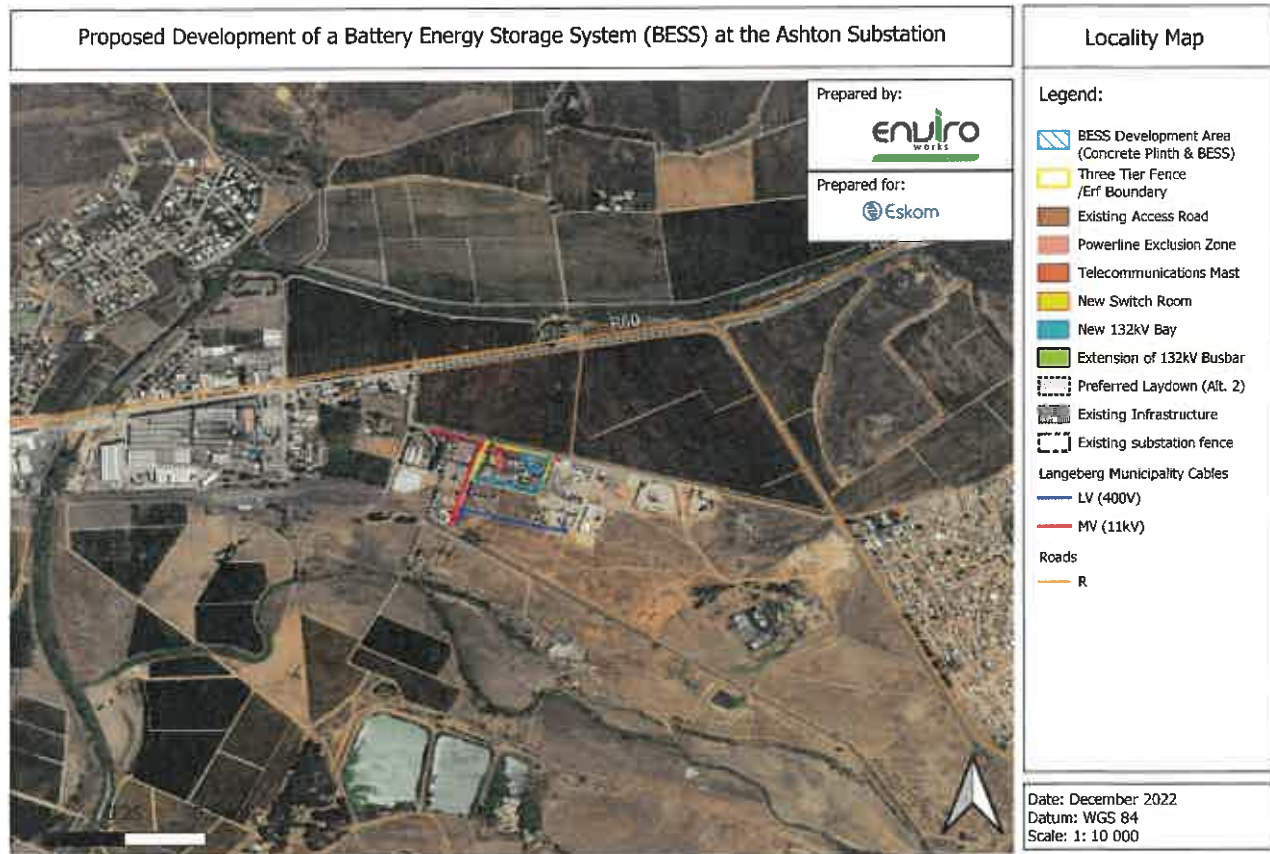 Proposed Development of a Battery Energy Storage System (BESS) at the Ashton Substation
Locality Map
Prepared by:
enviro
works
Prepared for:
Eskom
R60
Legend:
BESS Development Area
(Concrete Plinth & BESS)
Three Tier Fence
/Erf Boundary
Existing Access Road
Powerline Exclusion Zone
Telecommunications Mast
New Switch Room
New 132kV Bay
Extension of 132kV Busbar
Preferred Laydown (Alt. 2)
Existing Infrastructure
Existing substation fence
Langeberg Municipality Cables
LV (400V)
MV (11kV)
Roads
R
Date: December 2022
Datum: WGS 84
Scale: 1: 10 000